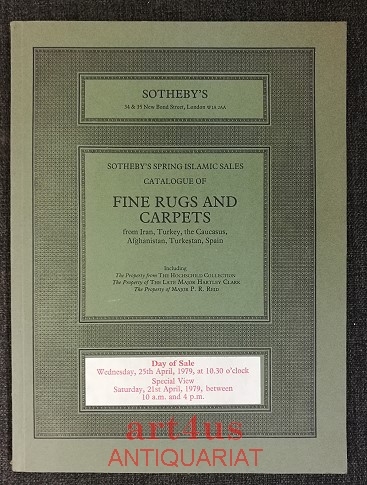 SOTHEBY'S
34 & 35 New Bond Street, London W1A 2AA
SOTHEBY'S SPRING ISLAMIC SALES
CATALOGUE OF
FINE RUGS AND
CARPETS
from Iran, Turkey, the Caucasus,
Afghanistan, Turkestan, Spain
Including
The Property from THE HOCHSCHILD COLLECTION
The Property of THE LATE MAJOR HARTLEY CLARK
The Property of MAJOR P. R. REID
Day of Sale
Wednesday, 25th April, 1979, at 10.30 o'clock
Special View
Saturday, 21st April, 1979, between
10 a.m. and 4 p.m.
art4us
ANTIQUARIAT